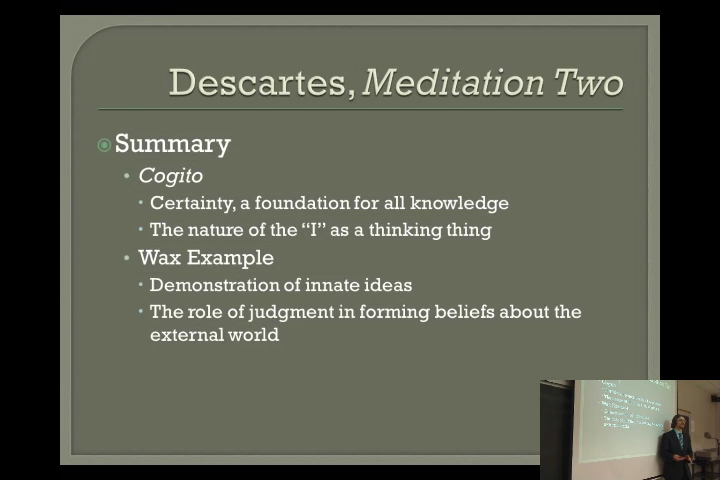 Descartes, Meditation Two
Summary
Cogito
Certainty, a foundation for all knowledge
The nature of the “I” as a thinking thing
Wax Example
Demonstration of innate ideas
The role of judgment in forming beliefs about the
external world